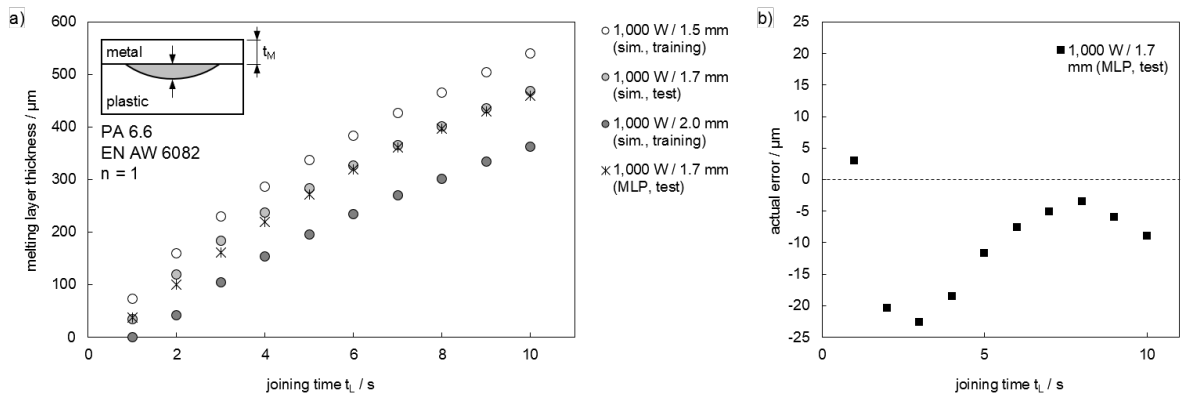 a)
600
500
400
300
200
100
0
melting layer thickness / µm
0
2
4
6
8
10
joining time tL / s
metal
tM
plastic
PA 6.6
EN AW 6082
n = 1
1,000 W / 1.5 mm
(sim., training)
1,000 W / 1.7 mm
(sim., test)
1,000 W / 2.0 mm
(sim., training)
1,000 W / 1.7 mm
(MLP, test)
b)
25
20
15
10
5
0
-5
-10
-15
-20
-25
actual error / µm
0
5
10
joining time tL / s
1,000 W / 1.7
mm (MLP, test)